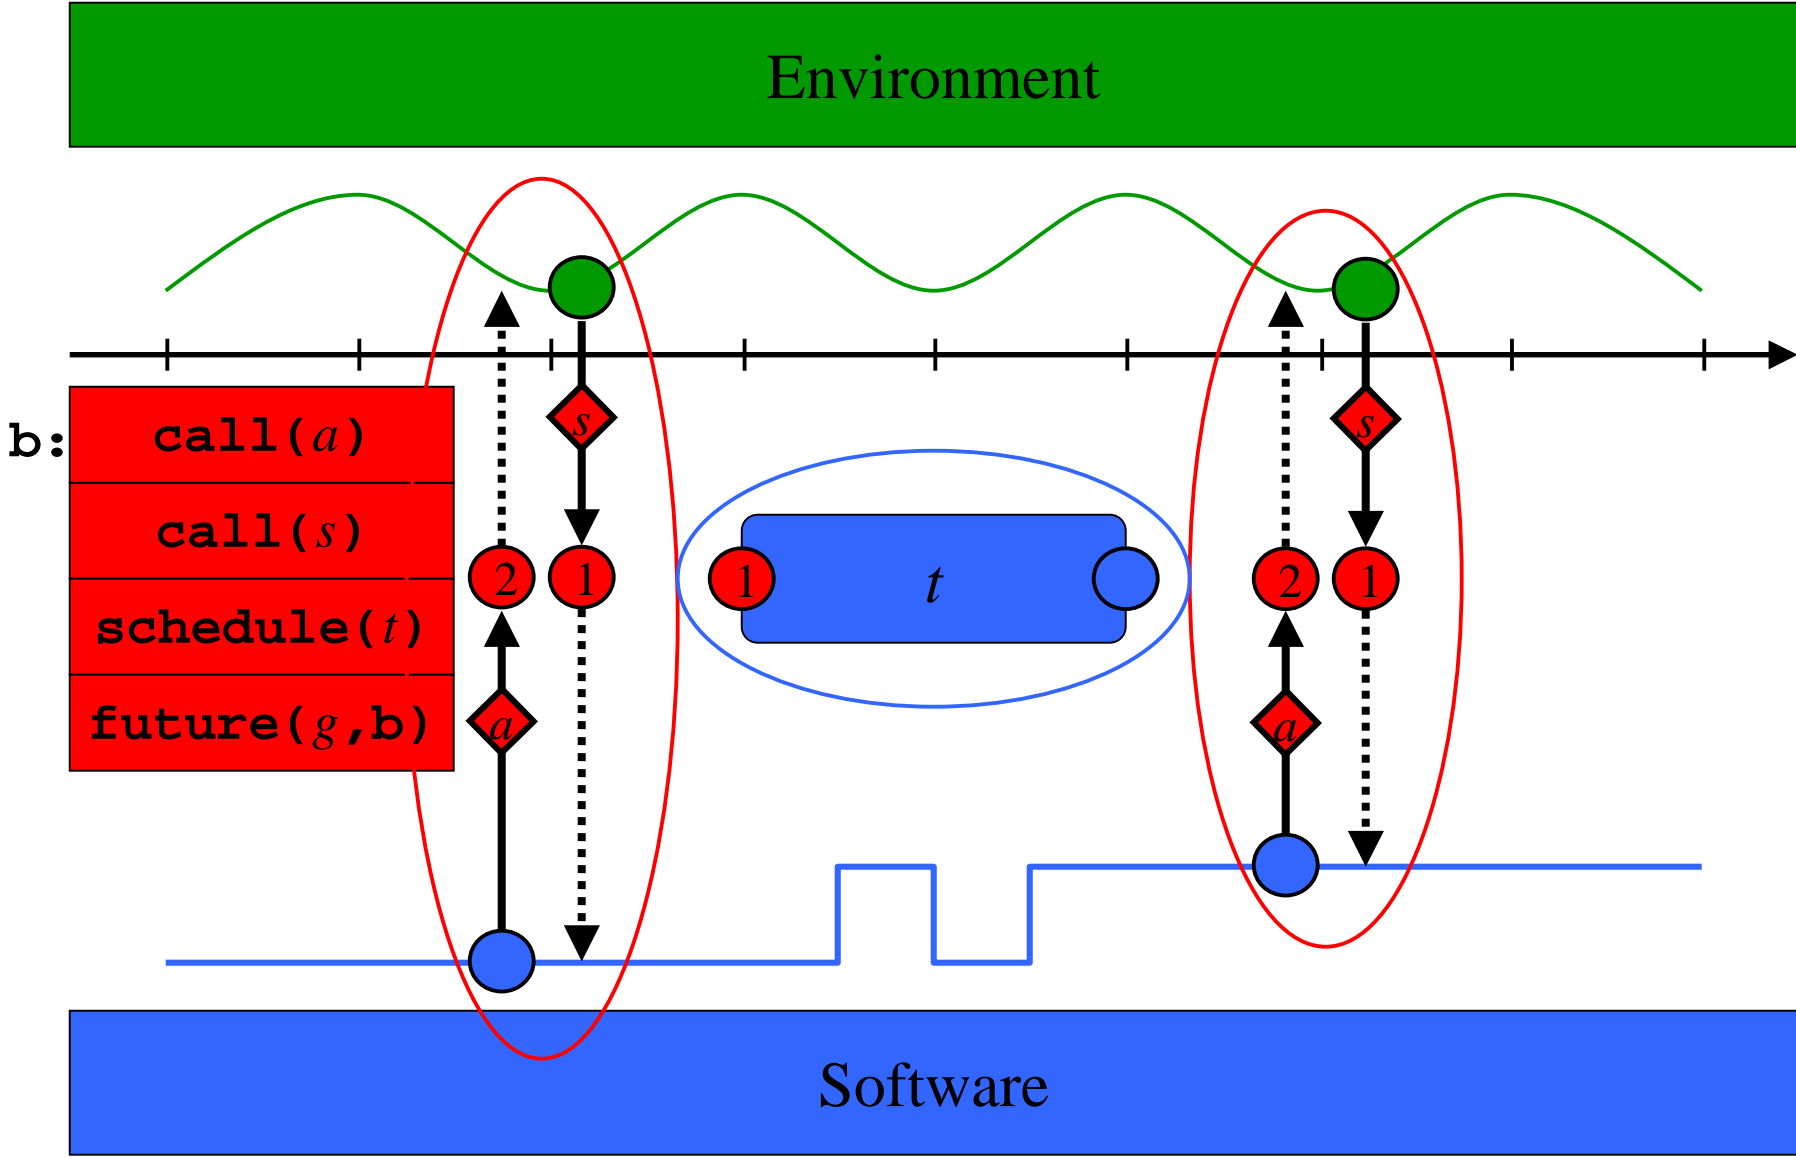 Environment
b:
call(a)
call(s)
schedule(t)
future(g,b)
s
2
1
a
1
t
s
2
1
a
Software